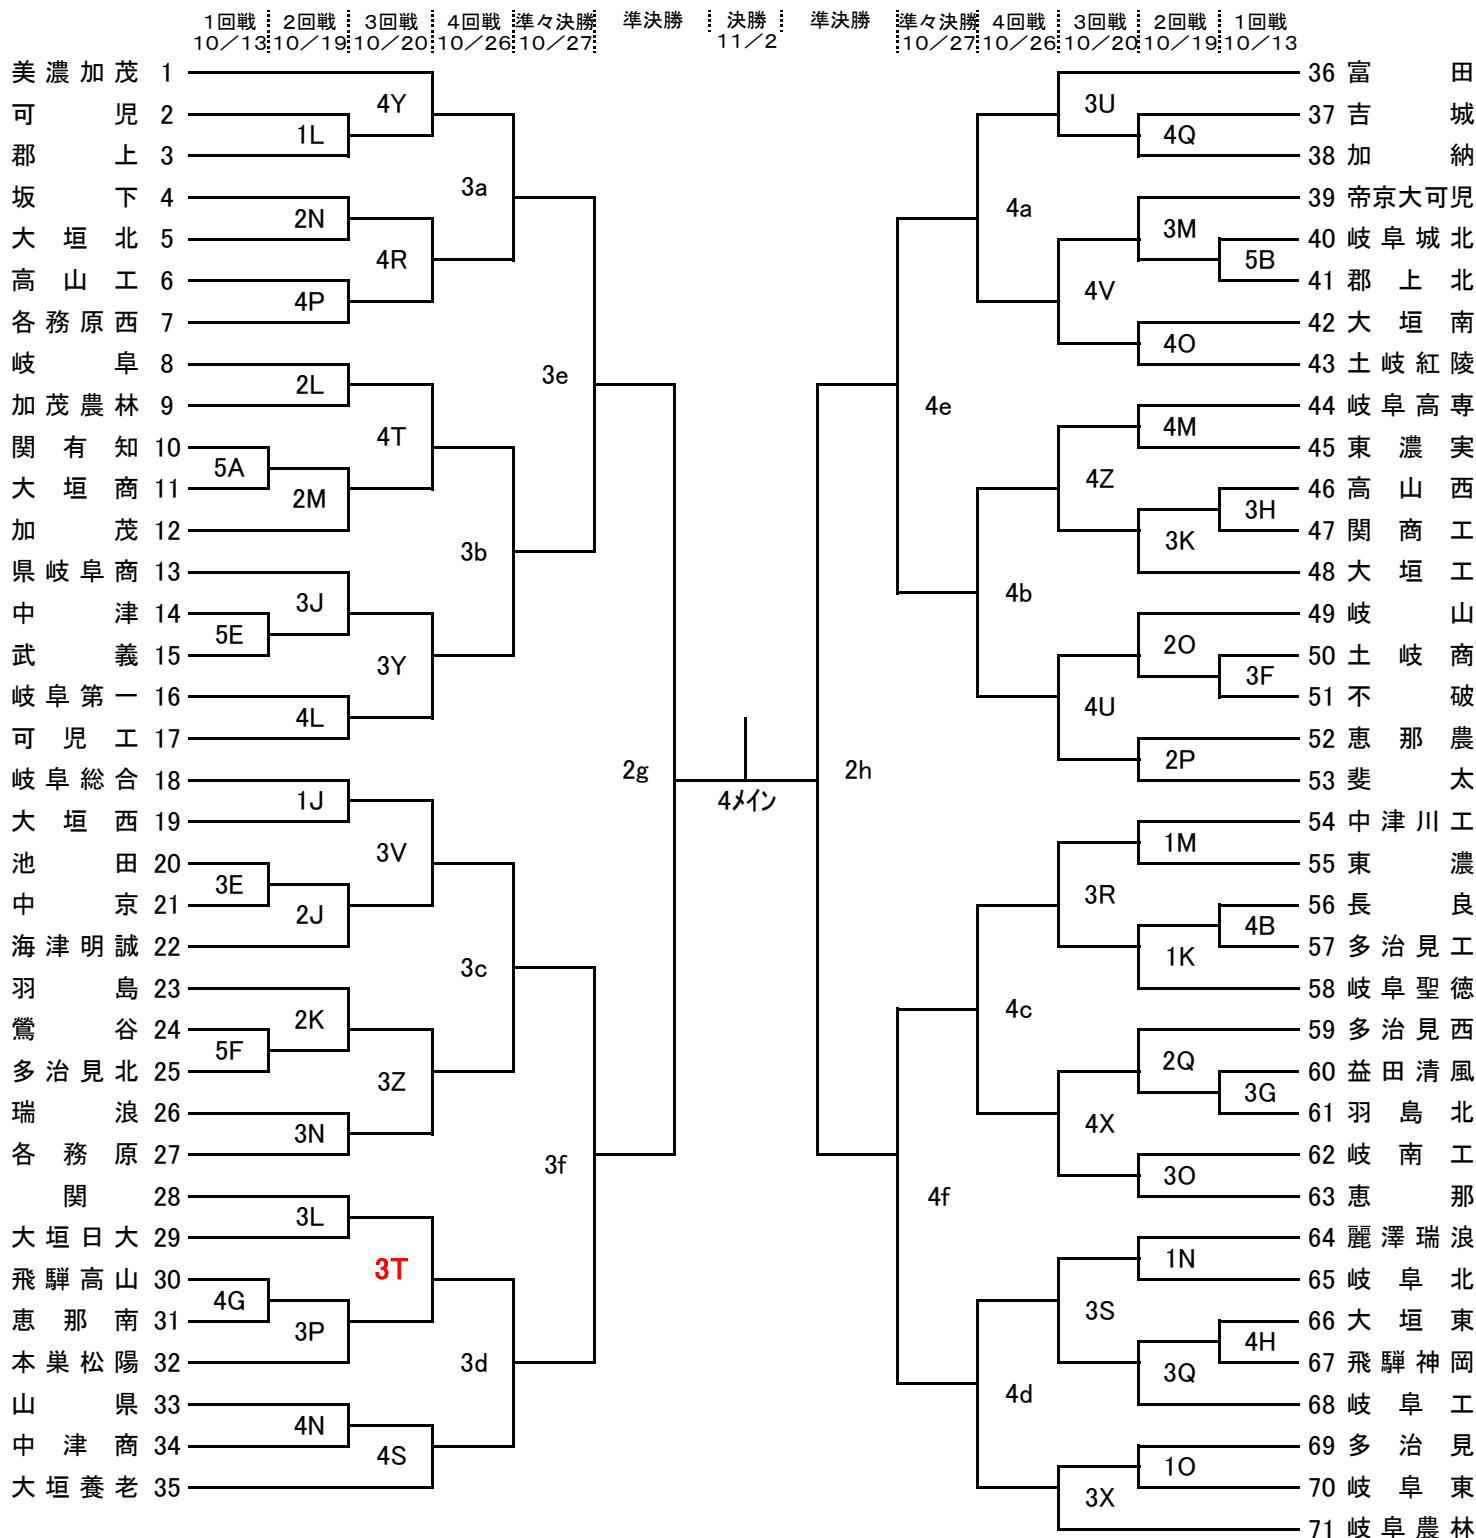 1回戦 2回戦 3回戦 4回戦 準々決勝 準決勝 決勝 準決勝 準々決勝 4回戦 3回戦 2回戦 1回戦
10/13 10/19 10/20 10/26 10/27 11/2 10/27 10/26 10/20 10/19 10/13
美濃加茂 1
可児 2
郡上 3
坂下 4
大垣北 5
高山工 6
各務原西 7
岐阜 8
加茂農林 9
関有知 10
大垣商 11
加茂 12
県岐阜商 13
中津 14
武義 15
岐阜第一 16
可児工 17
岐阜総合 18
大垣西 19
池田 20
中京 21
海津明誠 22
羽島 23
鶯谷 24
多治見北 25
瑞浪 26
各務原 27
関 28
大垣日大 29
飛騨高山 30
恵那南 31
本巣松陽 32
山県 33
中津商 34
大垣養老 35
5A
5E
3E
5F
4G
1L
2N
4P
2L
2M
3J
4L
1J
2J
2K
3N
3L
3P
4N
4Y
4R
4T
3Y
3V
3Z
3T
4S
3a
3b
3c
3d
3e
3f
2g
4メイン
2h
4e
4f
4a
4b
4c
4d
3U
4V
4Z
4U
3R
4X
3S
3X
4Q
3M
4O
4M
3K
2O
2P
1M
1K
2Q
3O
1N
3Q
1O
5B
3H
3F
4B
3G
4H
36 富田
37 吉城
38 加納
39 帝京大可児
40 岐阜城北
41 郡上北
42 大垣南
43 土岐紅陵
44 岐阜高専
45 東濃実
46 高山西
47 関商工
48 大垣工
49 岐山
50 土岐商
51 不破
52 恵那農
53 斐太
54 中津川工
55 東濃
56 長良
57 多治見工
58 岐阜聖徳
59 多治見西
60 益田清風
61 羽島北
62 岐南工
63 恵那
64 麗澤瑞浪
65 岐阜北
66 大垣東
67 飛騨神岡
68 岐阜工
69 多治見
70 岐阜東
71 岐阜農林